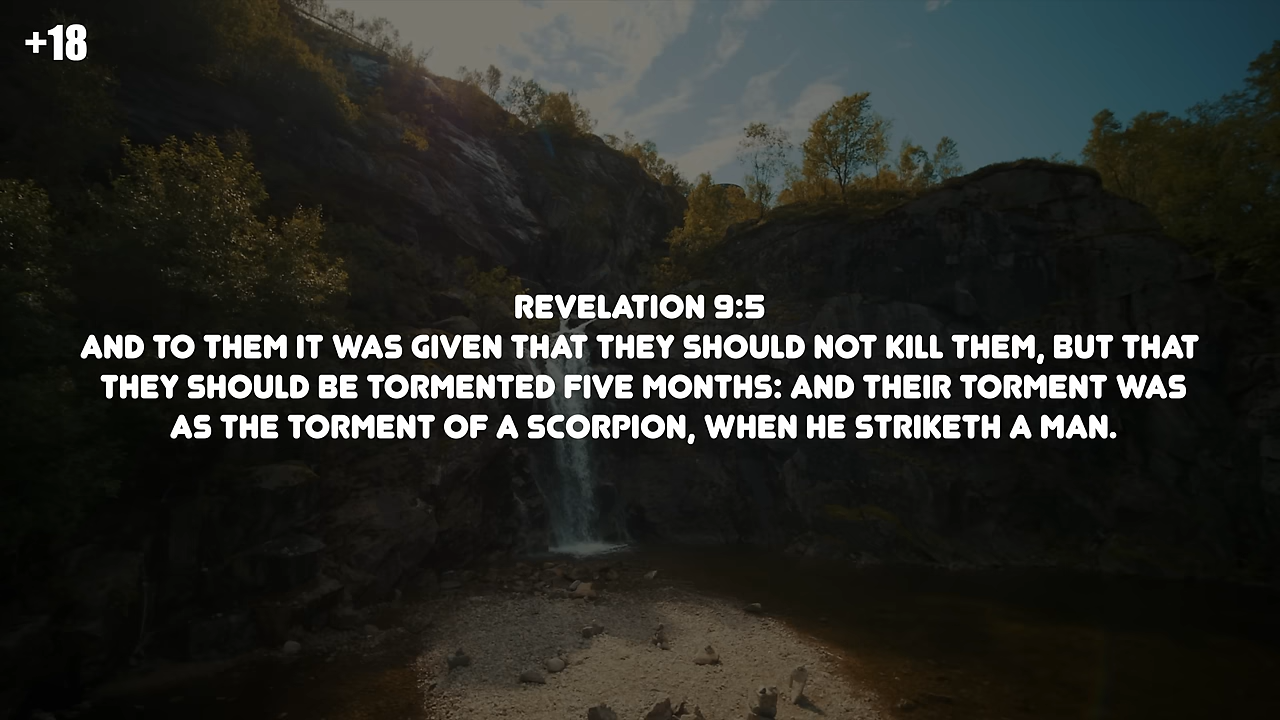 +18
REVELATION 9:5
AND TO THEM IT WAS GIVEN THAT THEY SHOULD NOT KILL THEM, BUT THAT
THEY SHOULD BE TORMENTED FIVE MONTHS: AND THEIR TORMENT WAS
AS THE TORMENT OF A SCORPION, WHEN HE STRIKETH A MAN.